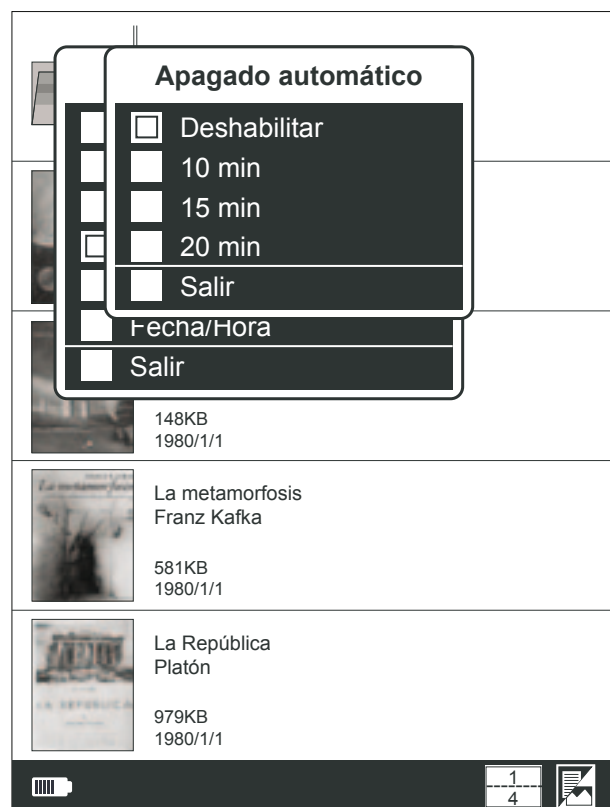 Apagado automático
Deshabilitar
10 min
15 min
20 min
Salir
Fecha/Hora
Salir
148KB
1980/1/1
La metamorfosis
Franz Kafka
581KB
1980/1/1
La República
Platón
979KB
1980/1/1
1
4